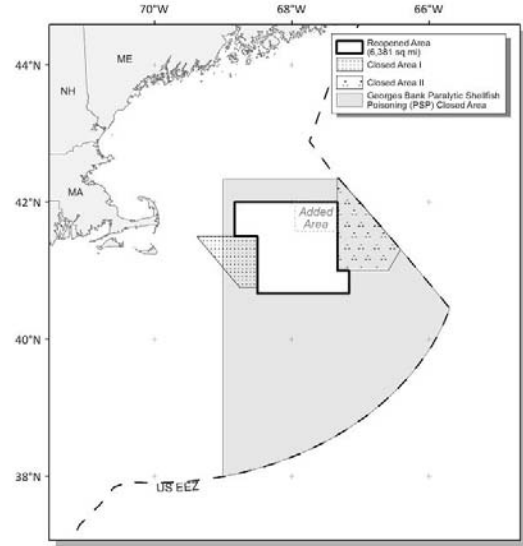 70°W
68°W
66°W
44°N
42°N
40°N
38°N
ME
NH
MA
Reopened Area
(6,381 sq mi)
Closed Area I
Closed Area II
Georges Bank Paralytic Shellfish
Poisoning (PSP) Closed Area
Added
Area
US EEZ